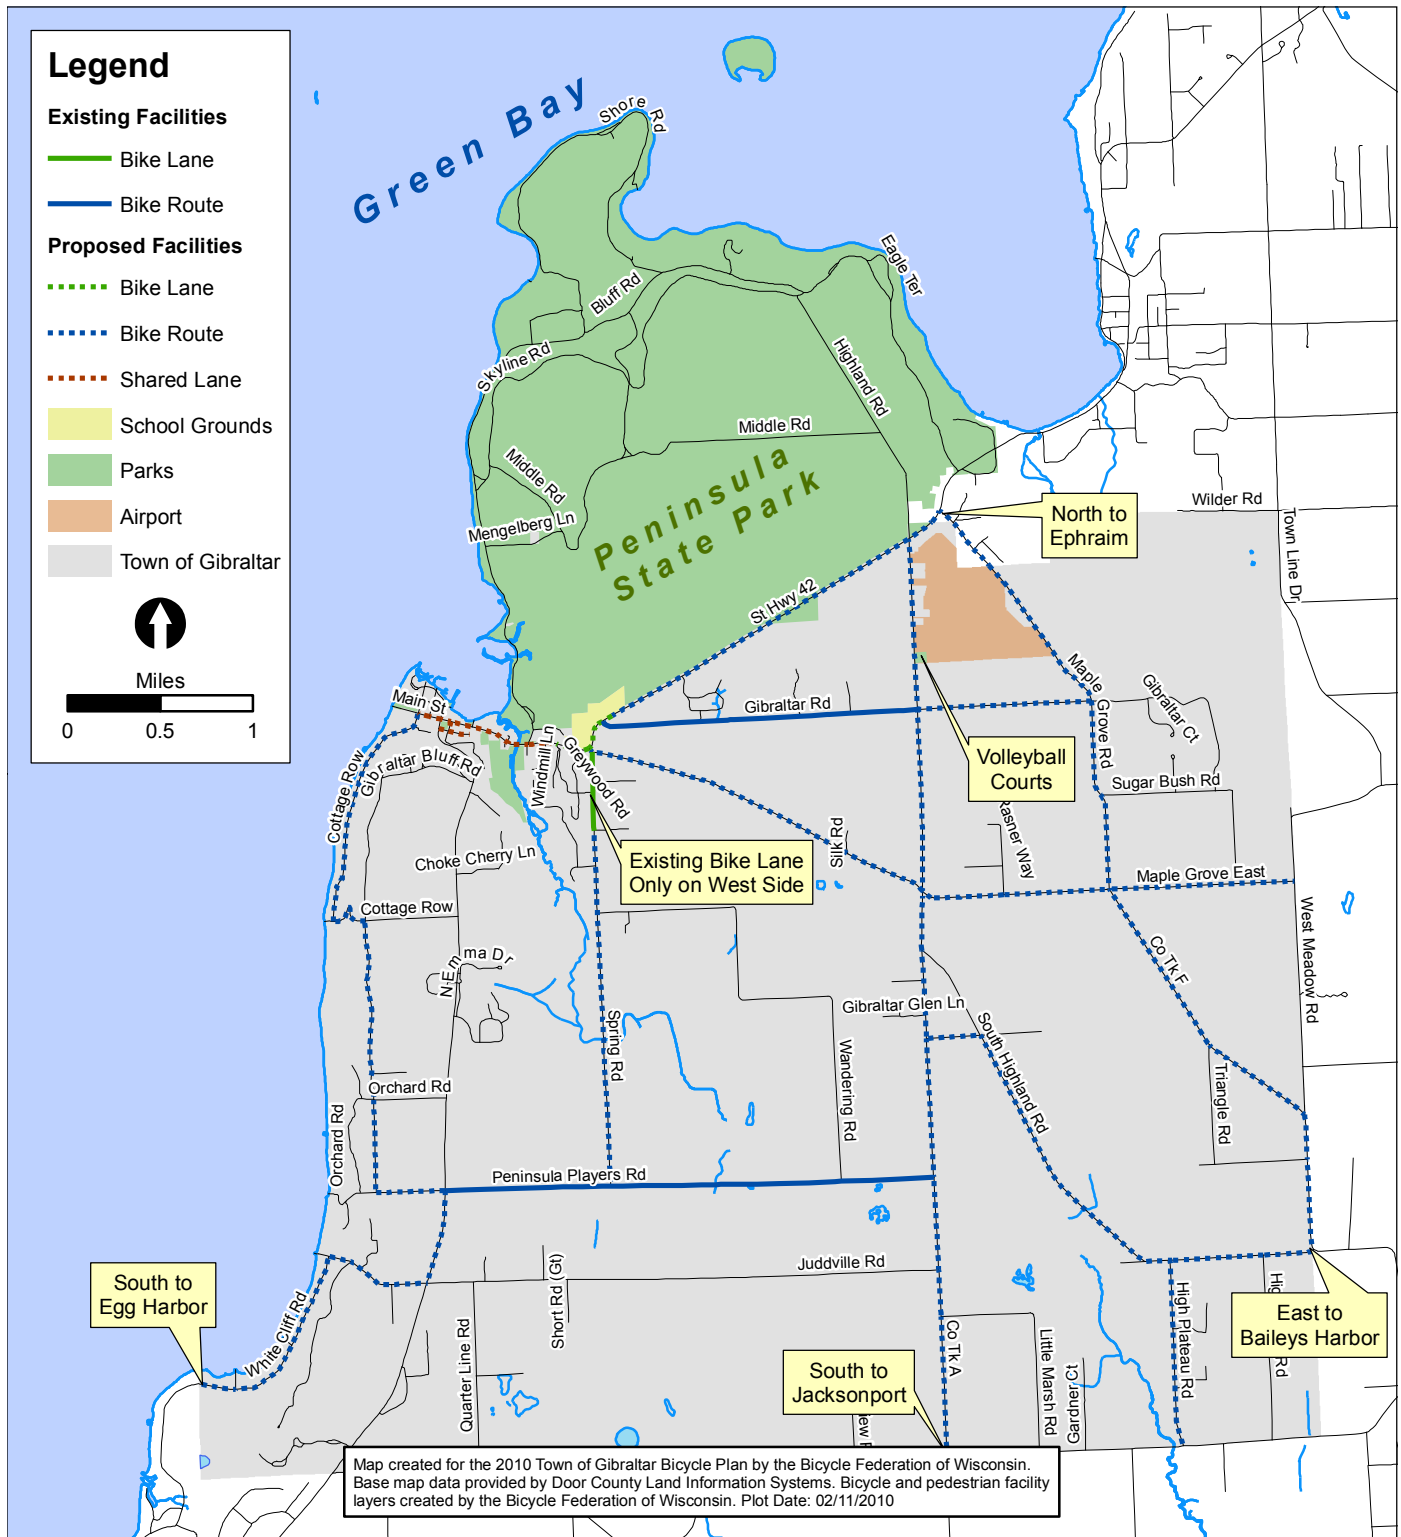 Legend
Existing Facilities
Bike Lane
Bike Route
Proposed Facilities
Bike Lane
Bike Route
Shared Lane
School Grounds
Parks
Airport
Town of Gibraltar
Miles
0 0.5 1
Green Bay
Shore Rd
Eagle Ter
Bluff Rd
Skyline Rd
Highland Rd
Middle Rd
Middle Rd
Mengelberg Ln
Peninsula
State Park
North to
Ephraim
Wilder Rd
Town Line Dr
St Hwy 42
Main St
Gibraltar Rd
Maple Grove Rd
Gibraltar Ct
Volleyball
Courts
Sugar Bush Rd
Cottage Row
Gibraltar Bluff Rd
Windmill Ln
Greywood Rd
Existing Bike Lane
Only on West Side
Silk Rd
Rasner Way
Choke Cherry Ln
Maple Grove East
Cottage Row
West Meadow Rd
Co Tk F
N Emma Dr
Gibraltar Glen Ln
Spring Rd
Wandering Rd
South Highland Rd
Triangle Rd
Orchard Rd
Orchard Rd
Peninsula Players Rd
Juddville Rd
South to
Egg Harbor
White Cliff Rd
Short Rd (Gt)
Quarter Line Rd
High Plateau Rd
East to
Baileys Harbor
Rd
South to
Jacksonport
Co Tk A
Little Marsh Rd
Gardner Ct
Map created for the 2010 Town of Gibraltar Bicycle Plan by the Bicycle Federation of Wisconsin.
Base map data provided by Door County Land Information Systems. Bicycle and pedestrian facility
layers created by the Bicycle Federation of Wisconsin. Plot Date: 02/11/2010